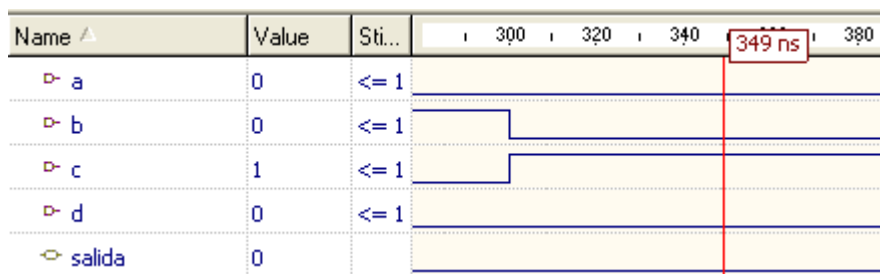 Name Value Sti... 300 320 340 380
349 ns
a 0 <= 1
b 0 <= 1
c 1 <= 1
d 0 <= 1
salida 0